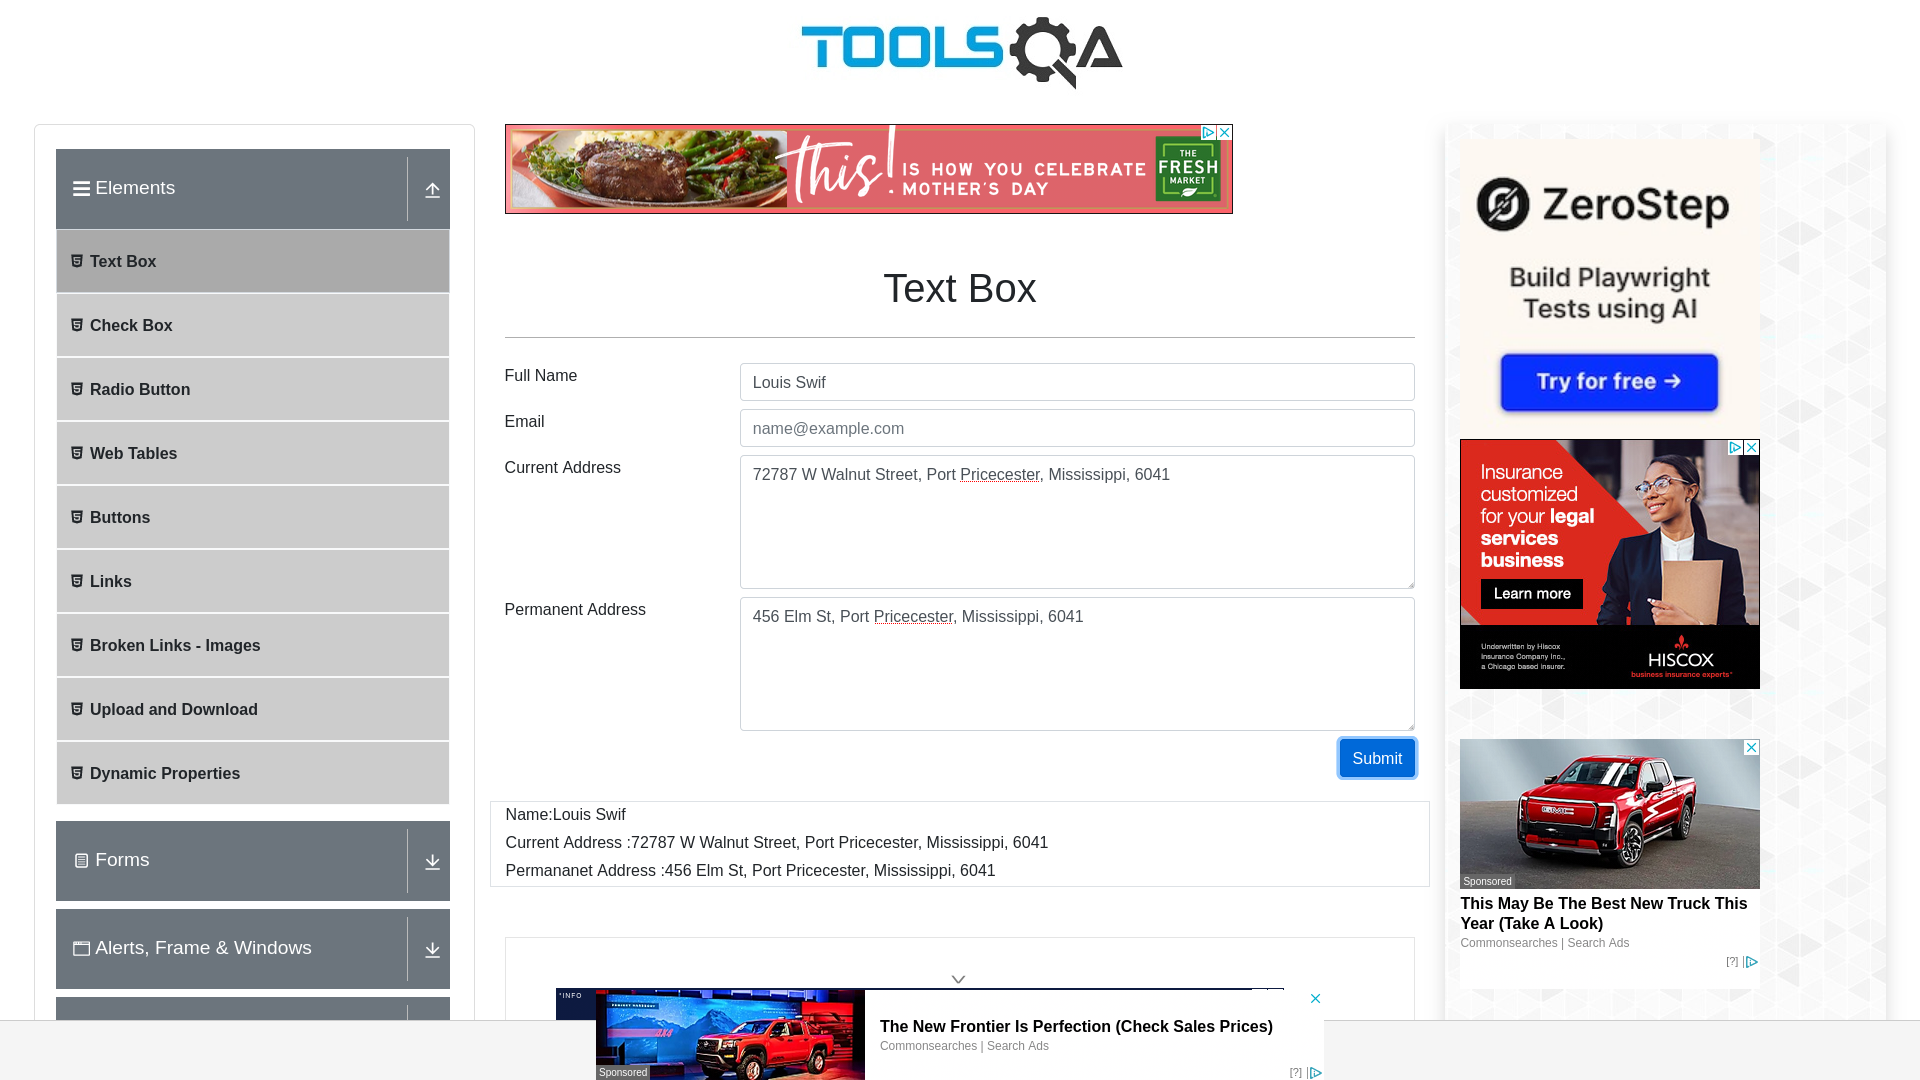 TOOLSQA
Elements
Text Box
Check Box
Radio Button
Web Tables
Buttons
Links
Broken Links - Images
Upload and Download
Dynamic Properties
Forms
Alerts, Frame & Windows
this! IS HOW YOU CELEBRATE
MOTHER'S DAY
THE
FRESH
MARKET
Text Box
Full Name
Louis Swif
Email
name@example.com
Current Address
72787 W Walnut Street, Port Pricecester, Mississippi, 6041
Permanent Address
456 Elm St, Port Pricecester, Mississippi, 6041
Submit
Name:Louis Swif
Current Address :72787 W Walnut Street, Port Pricecester, Mississippi, 6041
Permananet Address :456 Elm St, Port Pricecester, Mississippi, 6041
ZeroStep
Build Playwright
Tests using AI
Try for free →
Insurance
customized
for your legal
services
business
Learn more
Underwritten by Hiscox
Insurance Company Inc.,
a Chicago based insurer.
HISCOX
business insurance experts
GMC
Sponsored
This May Be The Best New Truck This
Year (Take A Look)
Commonsearches | Search Ads
[?]
*INFO
PROJECT HARDBODY
4X4
Sponsored
The New Frontier Is Perfection (Check Sales Prices)
Commonsearches | Search Ads
[?]